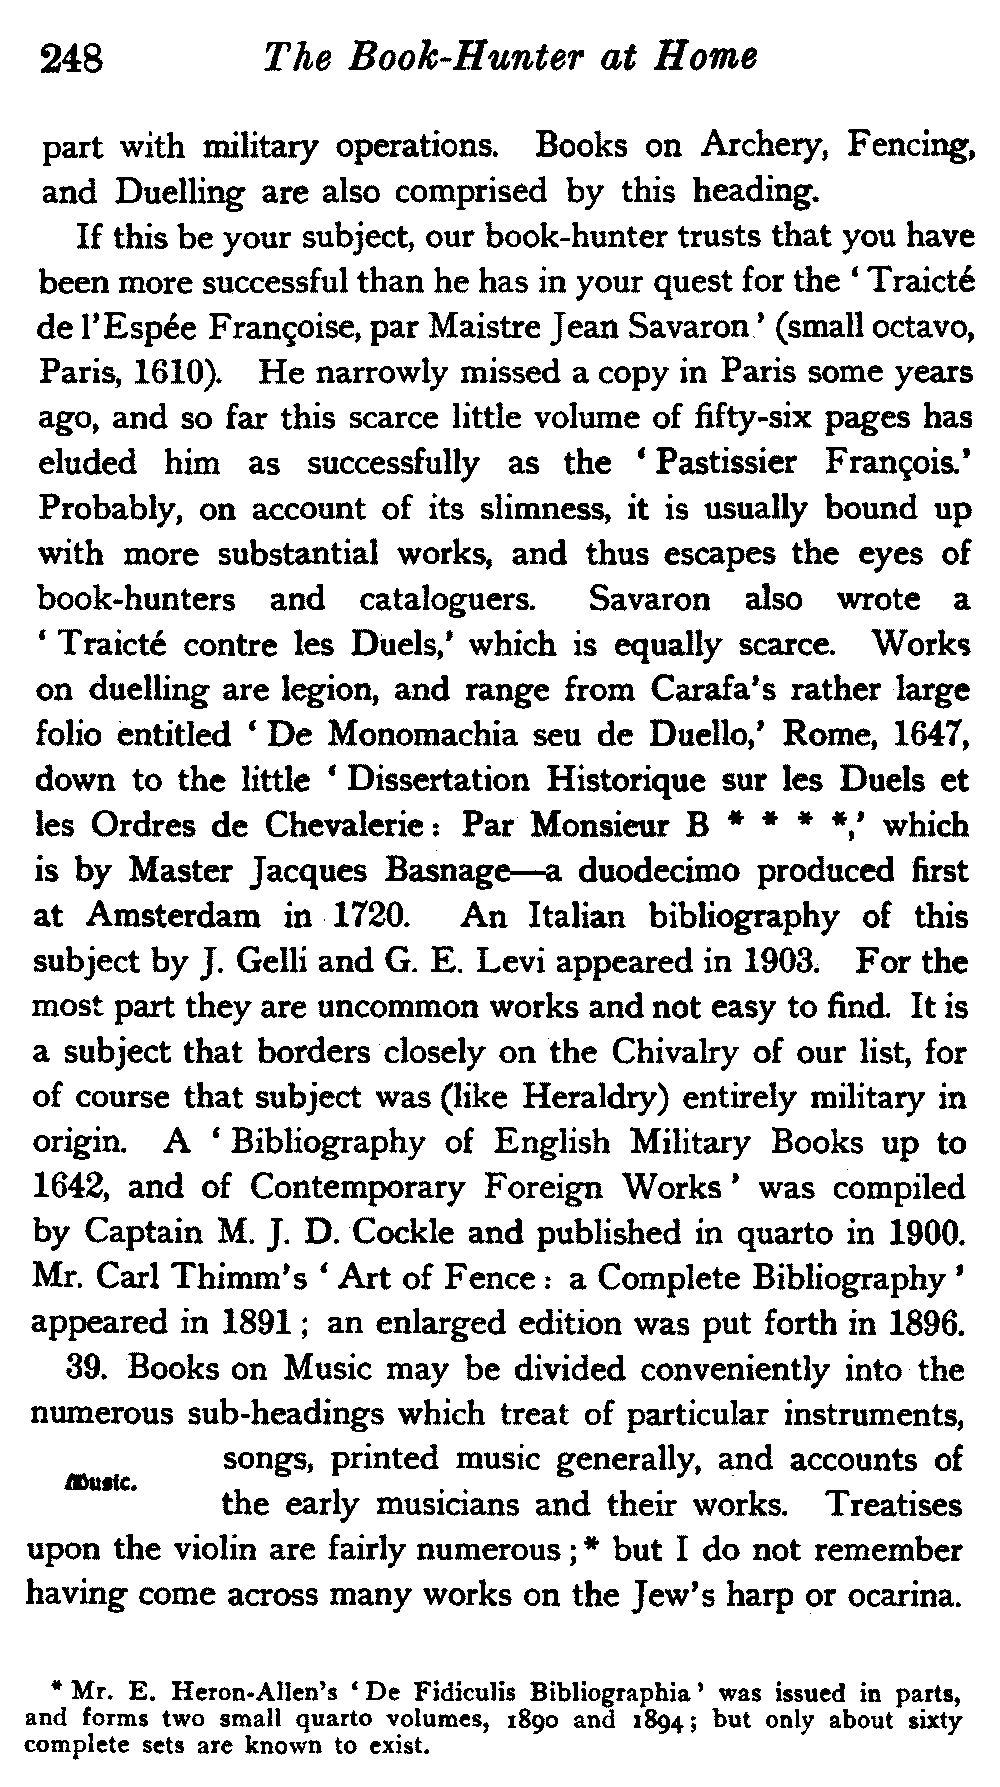 248 The Book-Hunter at Home
part with military operations. Books on Archery, Fencing,
and Duelling are also comprised by this heading.
If this be your subject, our book-hunter trusts that you have
been more successful than he has in your quest for the ‘ Traicté
de l’Espée Françoise, par Maistre Jean Savaron ’ (small octavo,
Paris, 1610). He narrowly missed a copy in Paris some years
ago, and so far this scarce little volume of fifty-six pages has
eluded him as successfully as the ‘ Pastissier François.’
Probably, on account of its slimness, it is usually bound up
with more substantial works, and thus escapes the eyes of
book-hunters and cataloguers. Savaron also wrote a
‘ Traicté contre les Duels,’ which is equally scarce. Works
on duelling are legion, and range from Carafa’s rather large
folio entitled ‘ De Monomachia seu de Duello,’ Rome, 1647,
down to the little ‘ Dissertation Historique sur les Duels et
les Ordres de Chevalerie : Par Monsieur B * * * *,’ which
is by Master Jacques Basnage—a duodecimo produced first
at Amsterdam in 1720. An Italian bibliography of this
subject by J. Gelli and G. E. Levi appeared in 1903. For the
most part they are uncommon works and not easy to find. It is
a subject that borders closely on the Chivalry of our list, for
of course that subject was (like Heraldry) entirely military in
origin. A ‘ Bibliography of English Military Books up to
1642, and of Contemporary Foreign Works ’ was compiled
by Captain M. J. D. Cockle and published in quarto in 1900.
Mr. Carl Thimm’s ‘ Art of Fence : a Complete Bibliography ’
appeared in 1891 ; an enlarged edition was put forth in 1896.
39. Books on Music may be divided conveniently into the
numerous sub-headings which treat of particular instruments,
songs, printed music generally, and accounts of
Music.
the early musicians and their works. Treatises
upon the violin are fairly numerous ; * but I do not remember
having come across many works on the Jew’s harp or ocarina.
* Mr. E. Heron-Allen’s ‘ De Fidiculis Bibliographia ’ was issued in parts,
and forms two small quarto volumes, 1890 and 1894 ; but only about sixty
complete sets are known to exist.